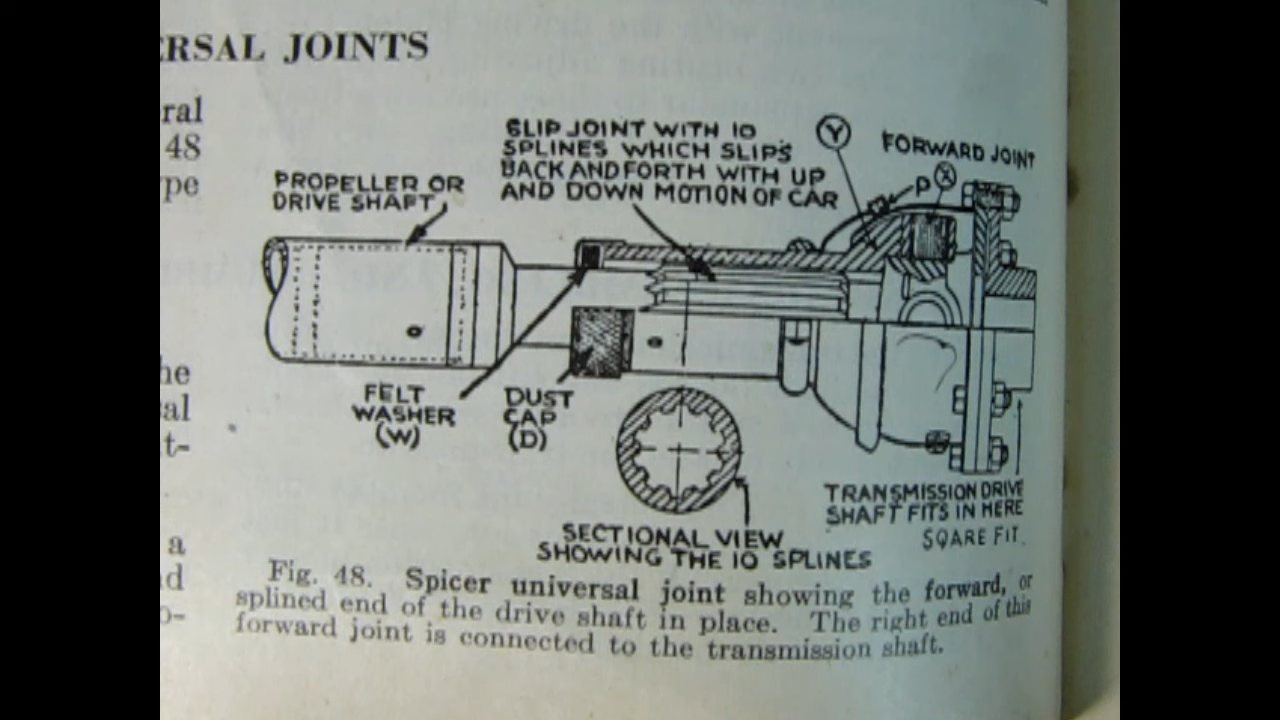 ERSAL JOINTS
ral
48
ype
he
al
t-
a
nd
o-
PROPELLER OR
DRIVE SHAFT
SLIP JOINT WITH 10
SPLINES WHICH SLIPS
BACK AND FORTH WITH UP
AND DOWN MOTION OF CAR
Y
FORWARD JOINT
P
X
FELT
WASHER
(W)
DUST
CAP
(D)
TRANSMISSION DRIVE
SHAFT FITS IN HERE
SQARE FIT.
SECTIONAL VIEW
SHOWING THE 10 SPLINES
Fig. 48. Spicer universal joint showing the forward, or
splined end of the drive shaft in place. The right end of this
forward joint is connected to the transmission shaft.